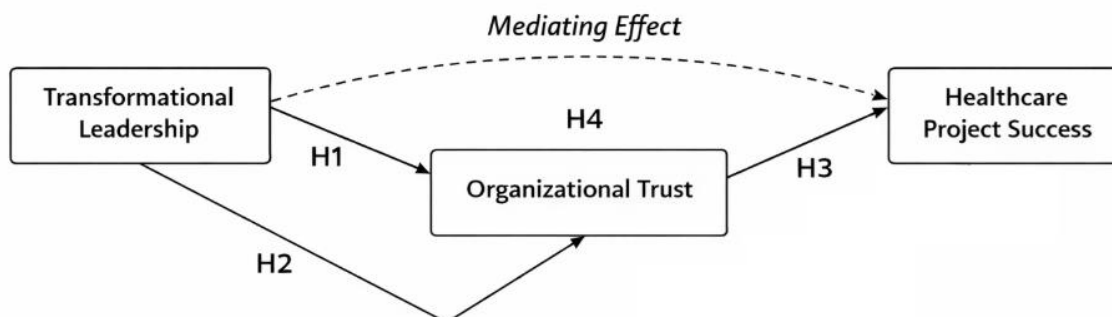 Mediating Effect
Transformational
Leadership
Healthcare
Project Success
H4
H1
H3
Organizational Trust
H2